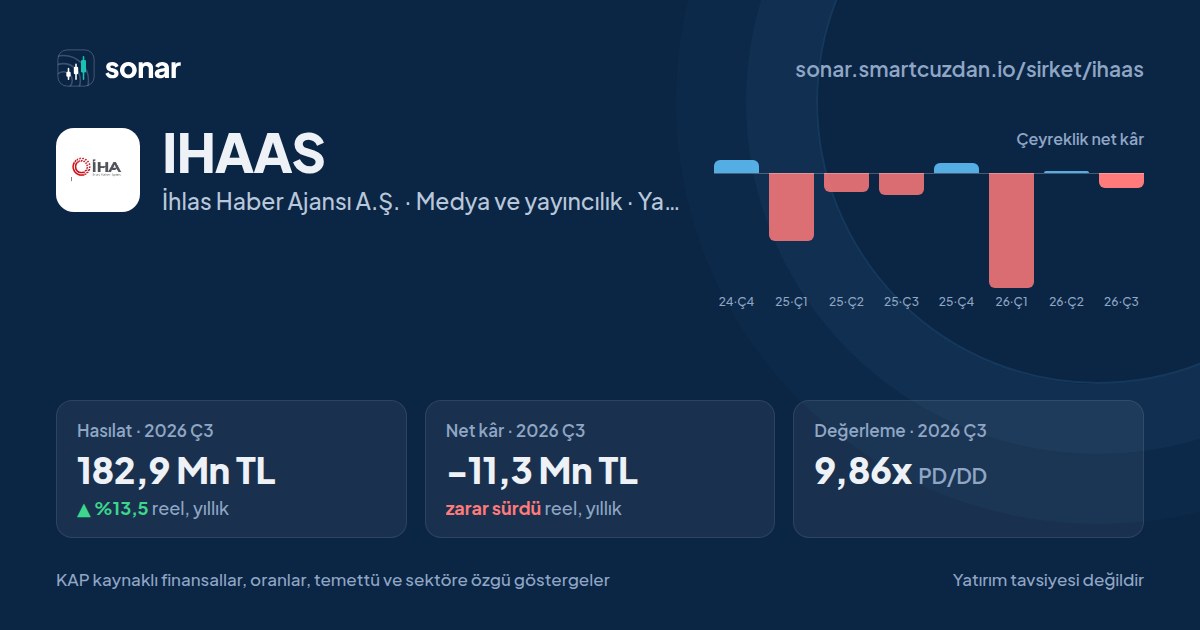 sonar
sonar.smartcuzdan.io/sirket/ihaas
İHA
IHAAS
İhlas Haber Ajansı A.Ş. · Medya ve yayıncılık · Ya…
Çeyreklik net kâr
24·Ç4 25·Ç1 25·Ç2 25·Ç3 25·Ç4 26·Ç1 26·Ç2 26·Ç3
Hasılat · 2026 Ç3
182,9 Mn TL
▲ %13,5 reel, yıllık
Net kâr · 2026 Ç3
−11,3 Mn TL
zarar sürdü reel, yıllık
Değerleme · 2026 Ç3
9,86x PD/DD
KAP kaynaklı finansallar, oranlar, temettü ve sektöre özgü göstergeler
Yatırım tavsiyesi değildir